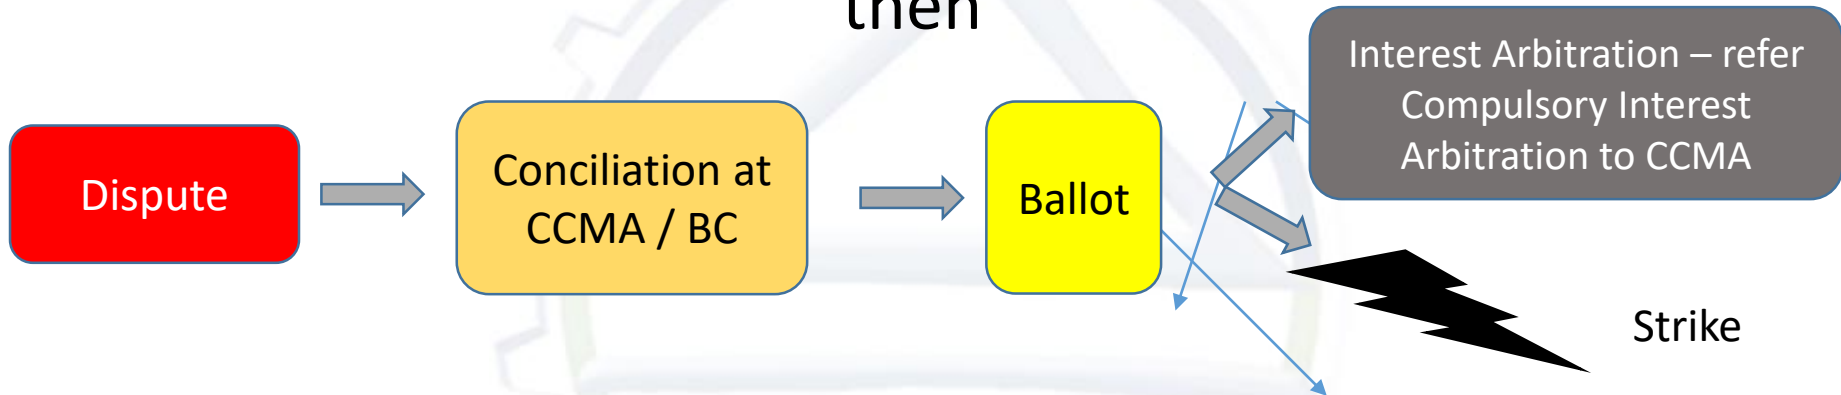 then
Dispute
Conciliation at
CCMA / BC
Ballot
Interest Arbitration – refer
Compulsory Interest
Arbitration to CCMA
Strike